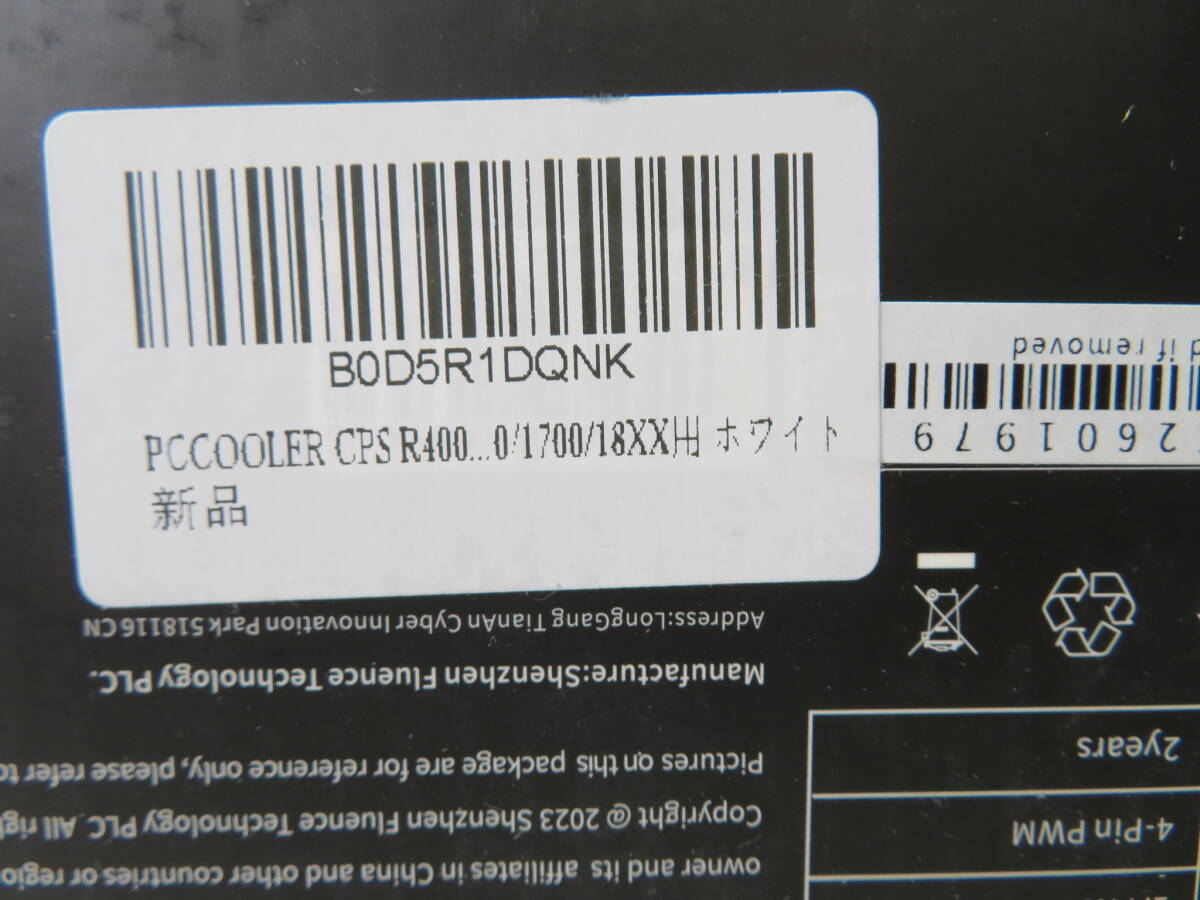 B0D5R1DQNK
PCCOOLER CPS R400...0/1700/18XX用 ホワイト
新品
d if removed
2601979
Address:LongGang TianAn Cyber Innovation Park 518116 CN
Manufacture:Shenzhen Fluence Technology PLC.
Pictures on this package are for reference only, please refer to
Copyright @ 2023 Shenzhen Fluence Technology PLC. All righ
owner and its affiliates in China and other countries or region
2years
4-Pin PWM